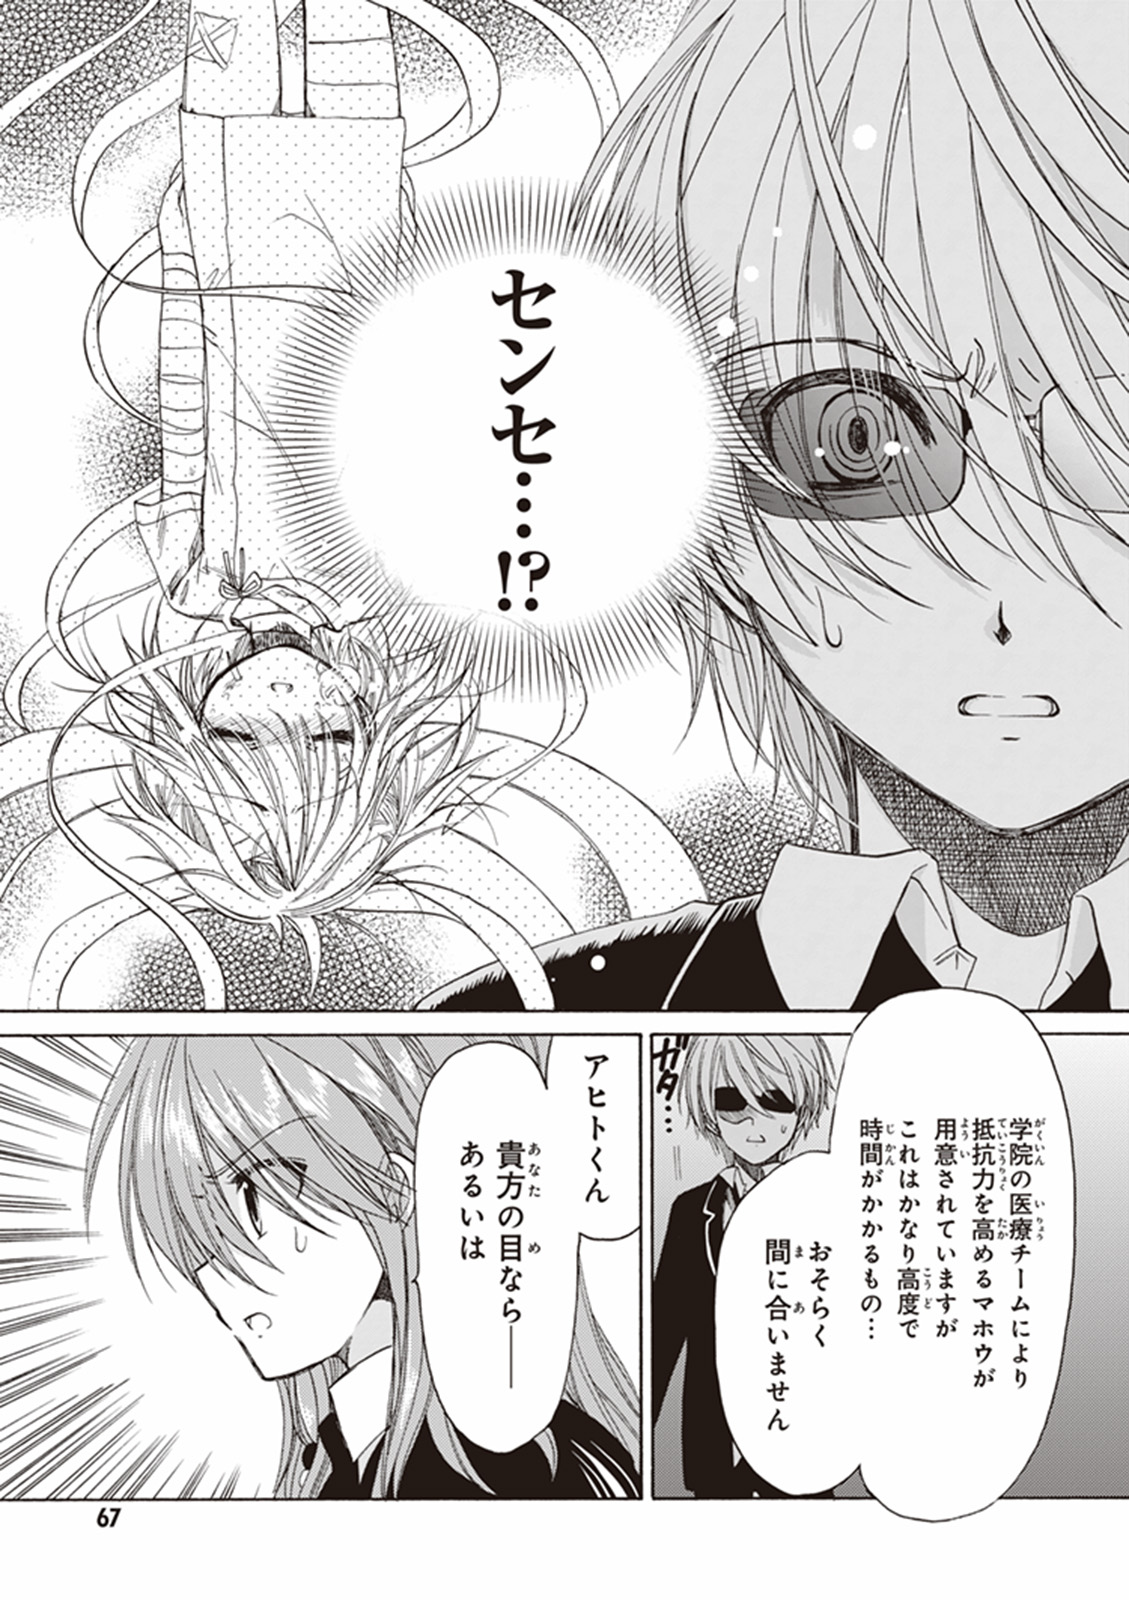 センセ…!?
学院の医療チームにより
抵抗力を高めるマホウが
用意されていますが
これはかなり高度で
時間がかかるもの…
おそらく
間に合いません
ガタ…
アヒトくん
貴方の目なら――
あるいは
67